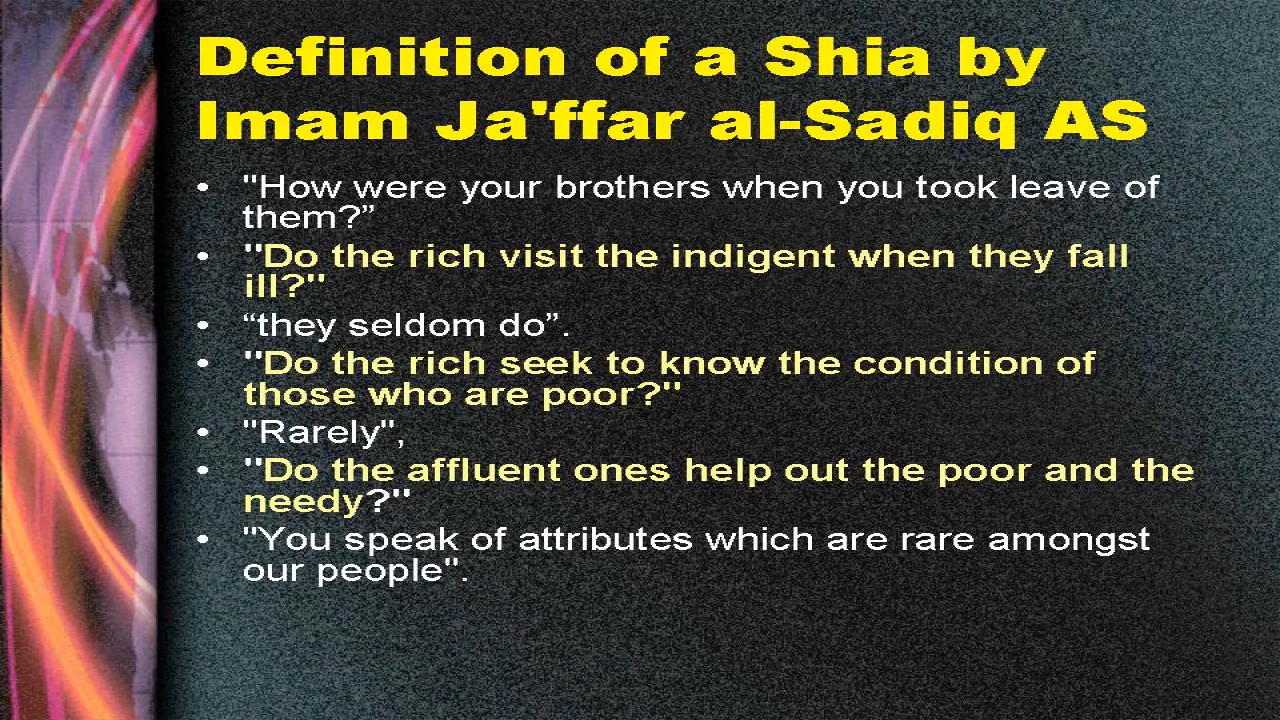 Definition of a Shia by
Imam Ja'ffar al-Sadiq AS
• "How were your brothers when you took leave of
them?”
• "Do the rich visit the indigent when they fall
ill?"
• “they seldom do”.
• "Do the rich seek to know the condition of
those who are poor?"
• "Rarely",
• "Do the affluent ones help out the poor and the
needy?"
• "You speak of attributes which are rare amongst
our people".